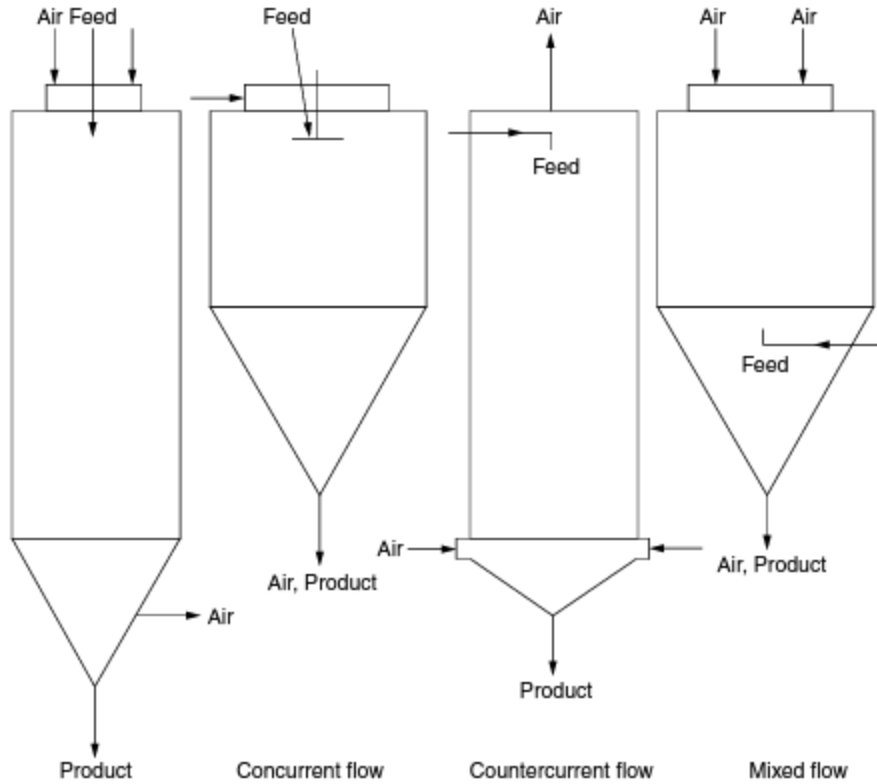 Air Feed
Feed
Air
Air
Air
Feed
Feed
Air
Air, Product
Air, Product
Air
Product
Product
Concurrent flow
Countercurrent flow
Mixed flow